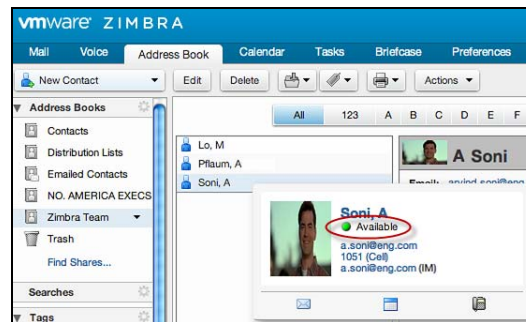 vmware ZIMBRA
Mail Voice Address Book Calendar Tasks Briefcase Preferences
New Contact Edit Delete Actions
Address Books
All 123 A B C D E F
Contacts
Distribution Lists
Emailed Contacts
NO. AMERICA EXECS
Zimbra Team
Trash
Find Shares...
Searches
Tags
Lo, M
Pflaum, A
Soni, A
A Soni
Email:
Soni, A
Available
a.soni@eng.com
1051 (Cell)
a.soni@eng.com (IM)